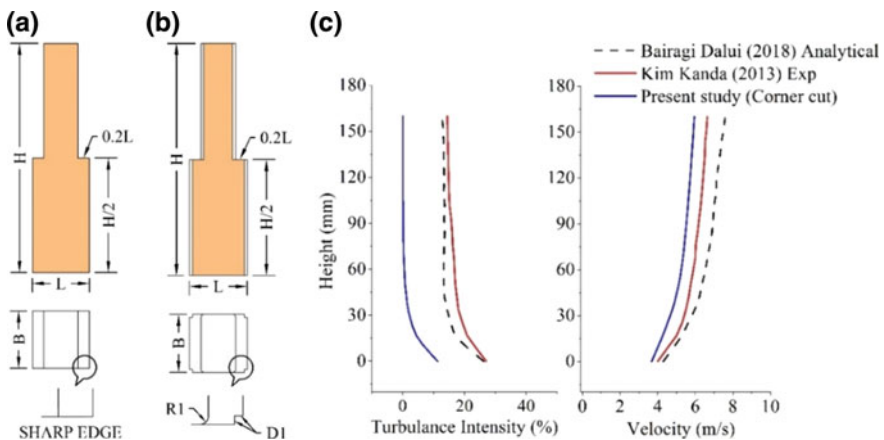 (a)
(b)
(c)
H
0.2L
H/2
L
B
SHARP EDGE
H
0.2L
H/2
L
B
R1
D1
Bairagi Dalui (2018) Analytical
Kim Kanda (2013) Exp
Present study (Corner cut)
180
150
120
90
60
30
0
Height (mm)
0 20 40
Turbulance Intensity (%)
180
150
120
90
60
30
0
0 2 4 6 8 10
Velocity (m/s)